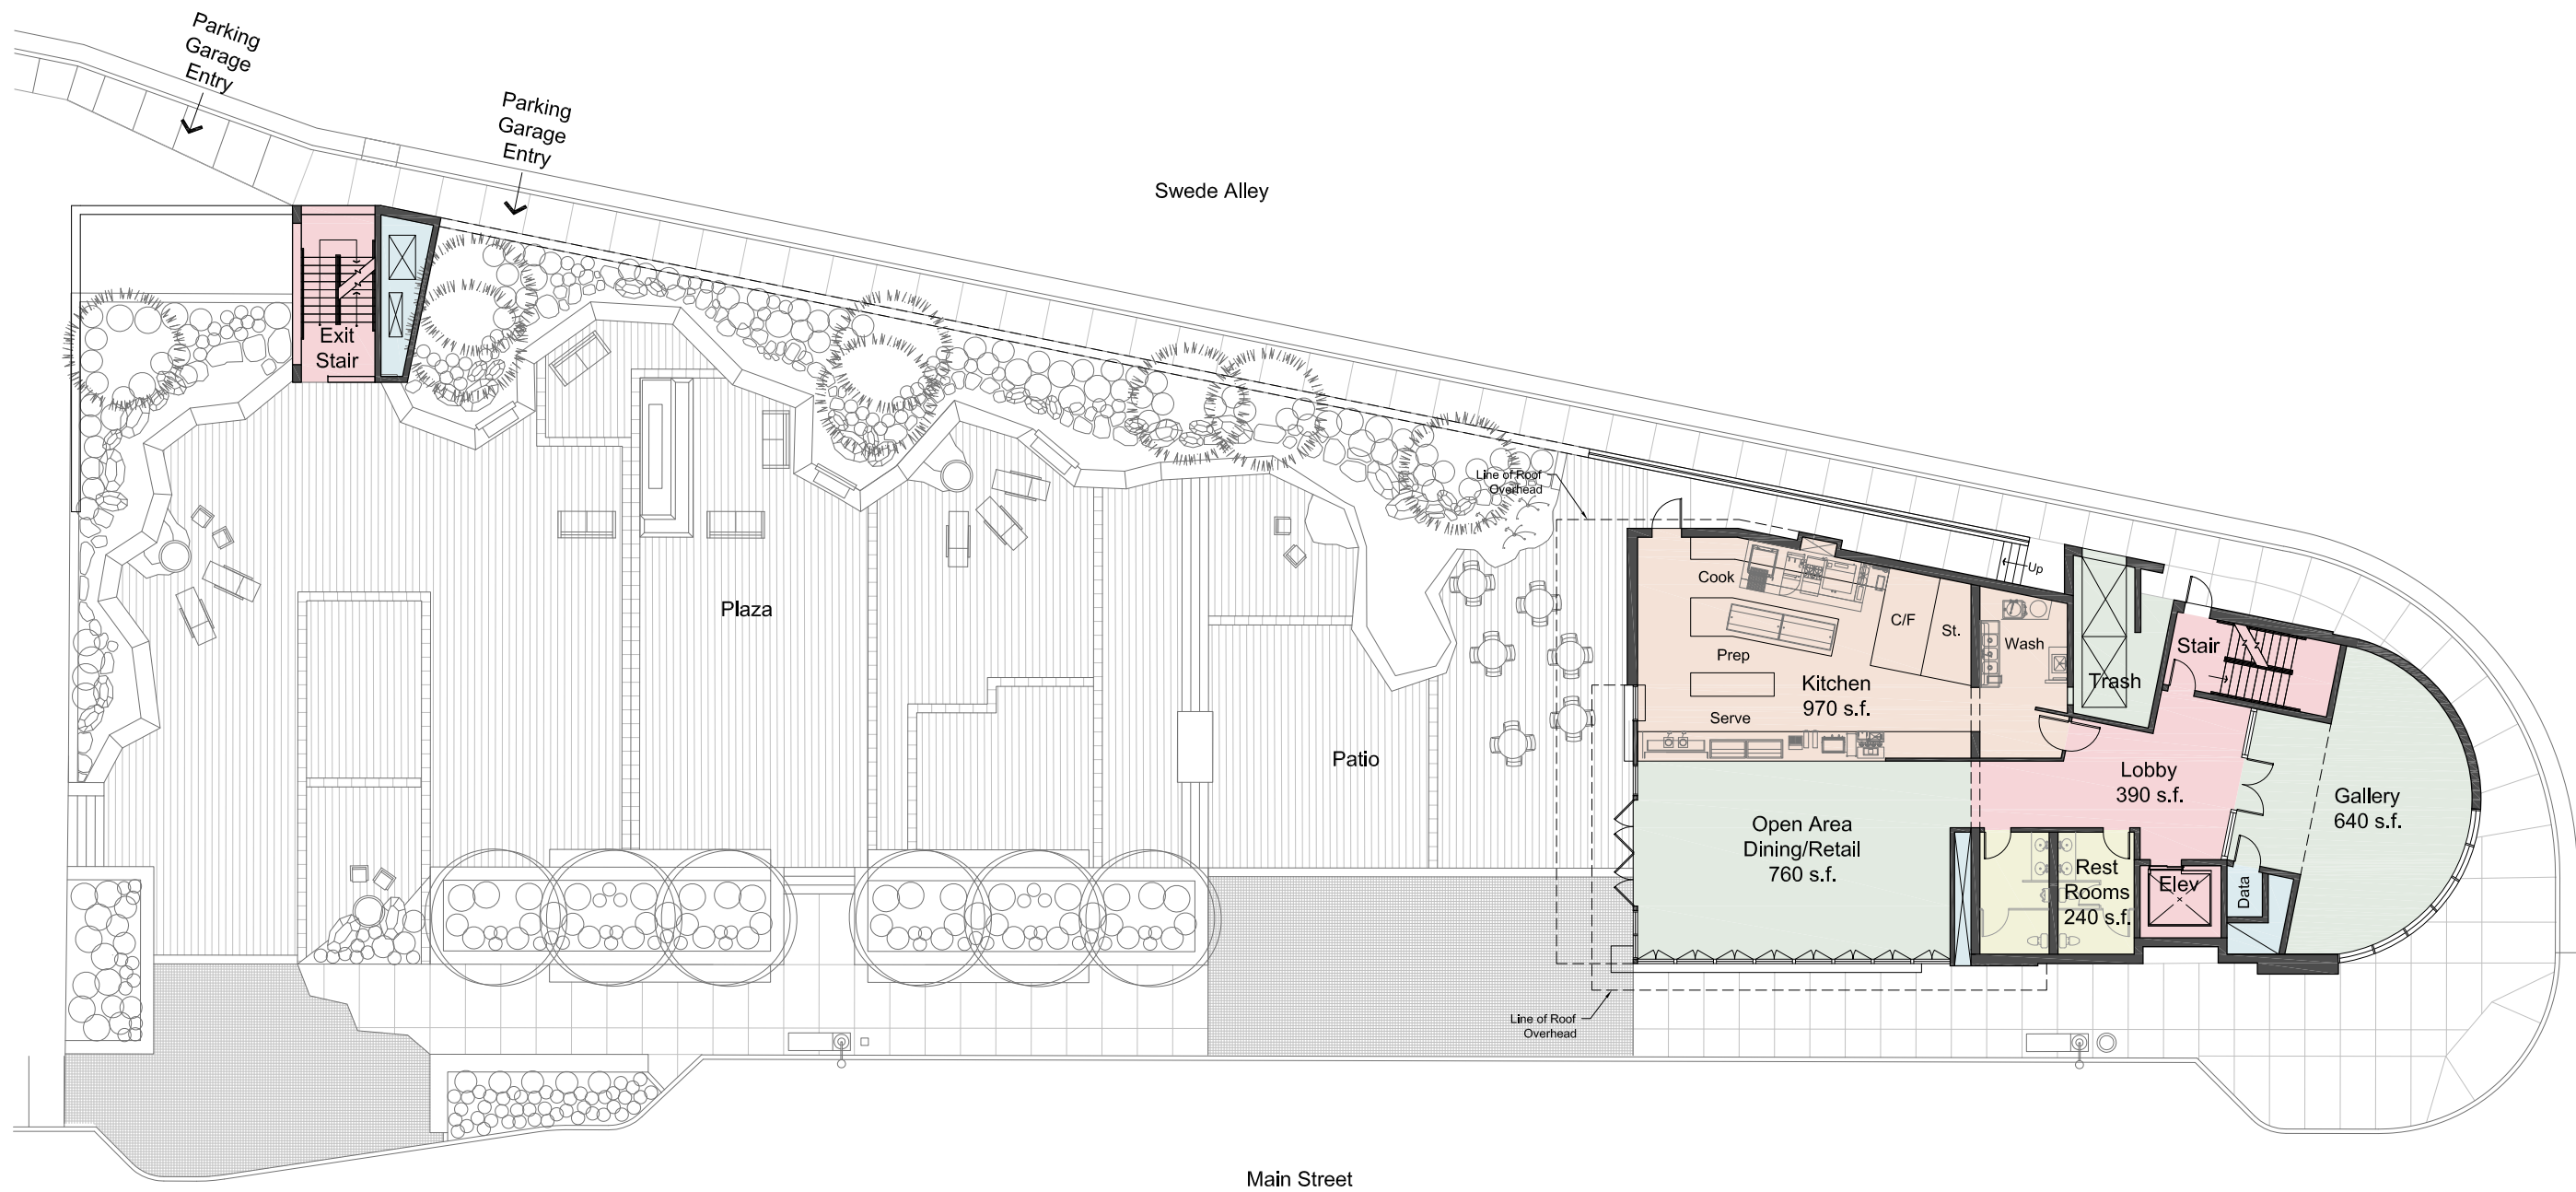 Parking
Garage
Entry
Parking
Garage
Entry
Swede Alley
Exit
Stair
Line of Roof
Overhead
Plaza
Patio
Cook
Prep
Serve
C/F
St.
Wash
Up
Kitchen
970 s.f.
Trash
Stair
Lobby
390 s.f.
Gallery
640 s.f.
Open Area
Dining/Retail
760 s.f.
Rest
Rooms
240 s.f.
Elev
Data
Line of Roof
Overhead
Main Street